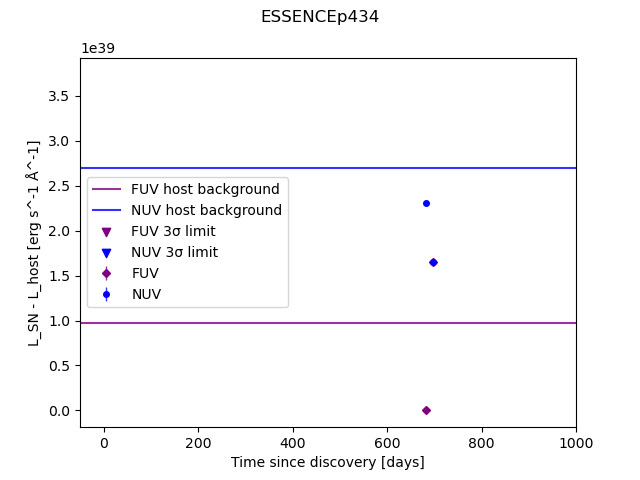 ESSENCEp434
1e39
3.5
3.0
2.5
2.0
1.5
1.0
0.5
0.0
L_SN - L_host [erg s^-1 Å^-1]
FUV host background
NUV host background
FUV 3σ limit
NUV 3σ limit
FUV
NUV
0 200 400 600 800 1000
Time since discovery [days]